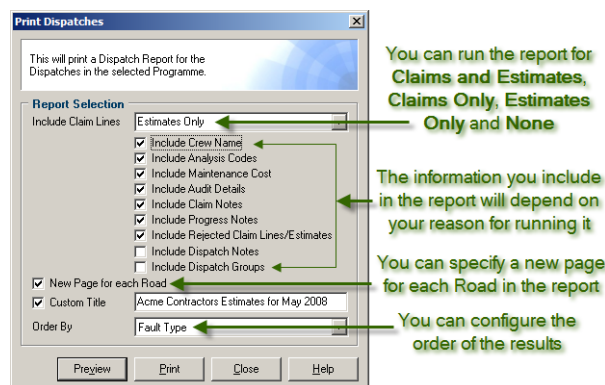 Print Dispatches
This will print a Dispatch Report for the
Dispatches in the selected Programme.
Report Selection
Include Claim Lines
Estimates Only
Include Crew Name
Include Analysis Codes
Include Maintenance Cost
Include Audit Details
Include Claim Notes
Include Progress Notes
Include Rejected Claim Lines/Estimates
Include Dispatch Notes
Include Dispatch Groups
New Page for each Road
Custom Title
Acme Contractors Estimates for May 2008
Order By
Fault Type
Preview
Print
Close
Help
You can run the report for
Claims and Estimates,
Claims Only, Estimates
Only and None
The information you include
in the report will depend on
your reason for running it
You can specify a new page
for each Road in the report
You can configure the
order of the results